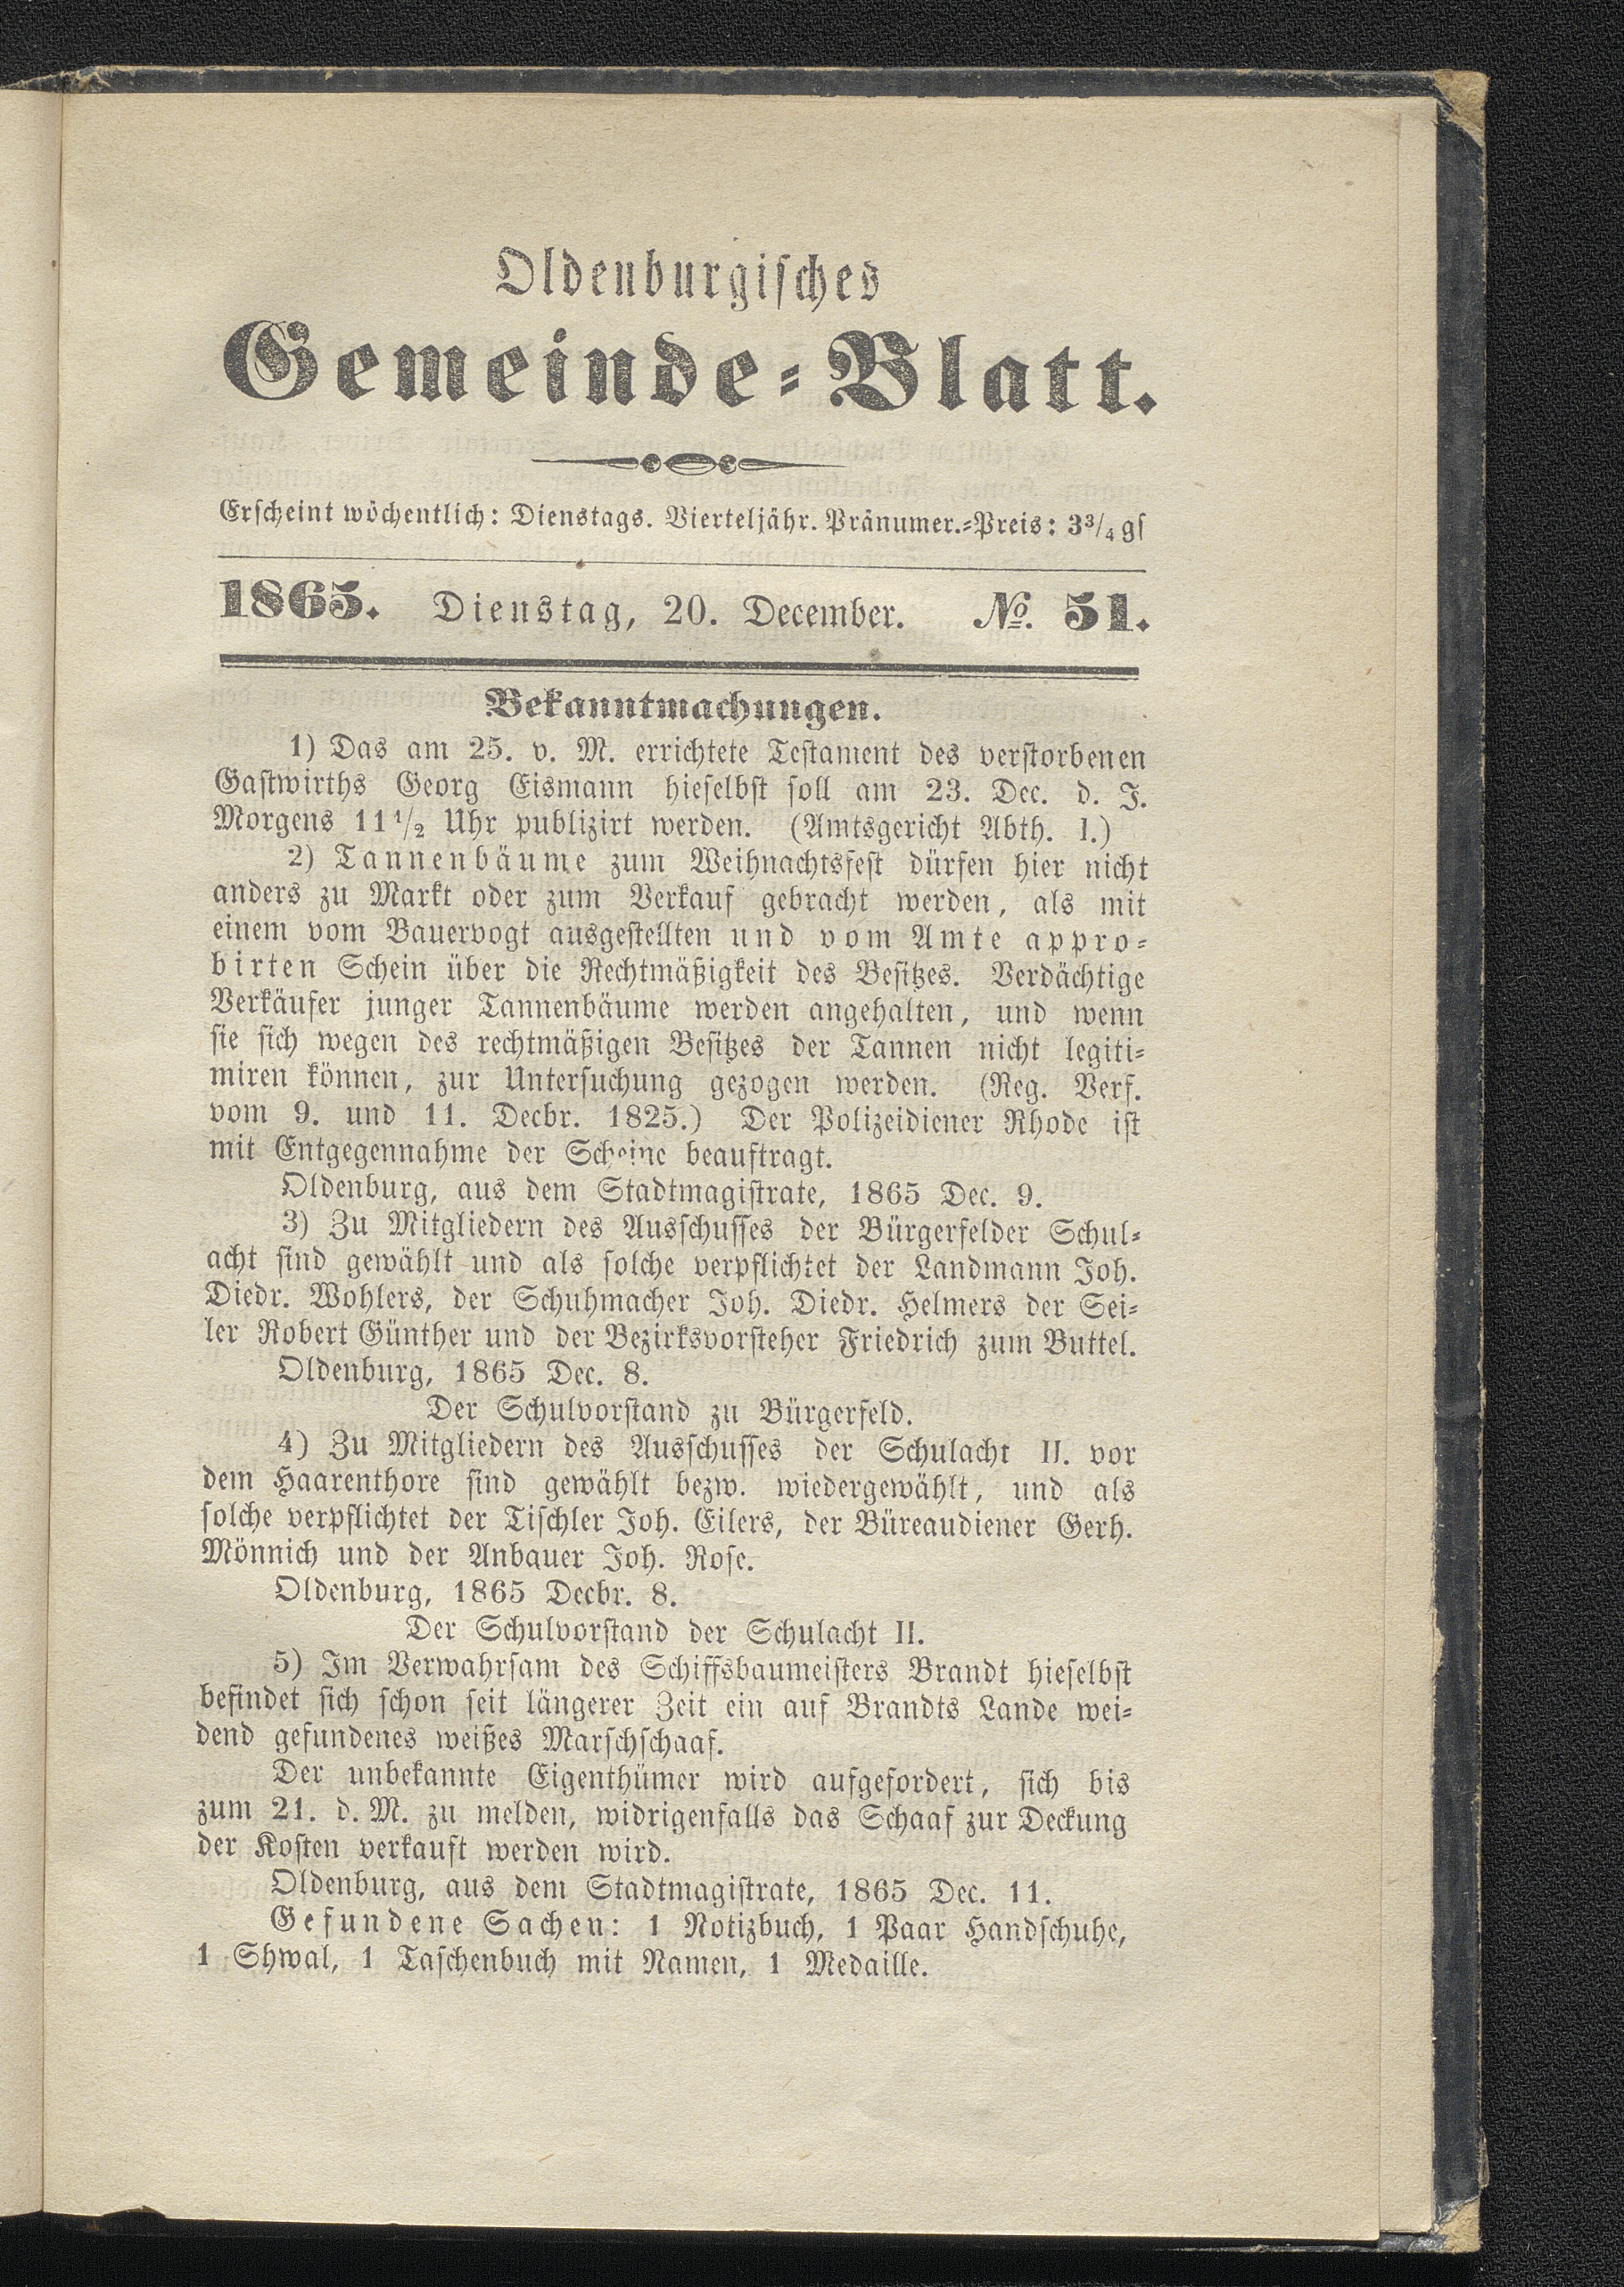 Oldenburgisches
Gemeinde-Blatt.
Erscheint wöchentlich: Dienstags. Vierteljähr. Pränumer.-Preis: 3 3/4 gs
1865. Dienstag, 20. December. No. 51.
Bekanntmachungen.
1) Das am 25. v. M. errichtete Testament des verstorbenen
Gastwirths Georg Eismann hieselbst soll am 23. Dec. d. J.
Morgens 11 1/2 Uhr publizirt werden. (Amtsgericht Abth. I.)
2) Tannenbäume zum Weihnachtsfest dürfen hier nicht
anders zu Markt oder zum Verkauf gebracht werden, als mit
einem vom Bauervogt ausgestellten und vom Amte appro-
birten Schein über die Rechtmäßigkeit des Besitzes. Verdächtige
Verkäufer junger Tannenbäume werden angehalten, und wenn
sie sich wegen des rechtmäßigen Besitzes der Tannen nicht legiti-
miren können, zur Untersuchung gezogen werden. (Reg. Verf.
vom 9. und 11. Decbr. 1825.) Der Polizeidiener Rhode ist
mit Entgegennahme der Scheine beauftragt.
Oldenburg, aus dem Stadtmagistrate, 1865 Dec. 9.
3) Zu Mitgliedern des Ausschusses der Bürgerfelder Schul-
acht sind gewählt und als solche verpflichtet der Landmann Joh.
Diedr. Wohlers, der Schuhmacher Joh. Diedr. Helmers der Sei-
ler Robert Günther und der Bezirksvorsteher Friedrich zum Buttel.
Oldenburg, 1865 Dec. 8.
Der Schulvorstand zu Bürgerfeld.
4) Zu Mitgliedern des Ausschusses der Schulacht II. vor
dem Haarenthore sind gewählt bezw. wiedergewählt, und als
solche verpflichtet der Tischler Joh. Eilers, der Büreaudiener Gerh.
Mönnich und der Anbauer Joh. Rose.
Oldenburg, 1865 Decbr. 8.
Der Schulvorstand der Schulacht II.
5) Im Verwahrsam des Schiffsbaumeisters Brandt hieselbst
befindet sich schon seit längerer Zeit ein auf Brandts Lande wei-
dend gefundenes weißes Marschschaaf.
Der unbekannte Eigenthümer wird aufgefordert, sich bis
zum 21. d. M. zu melden, widrigenfalls das Schaaf zur Deckung
der Kosten verkauft werden wird.
Oldenburg, aus dem Stadtmagistrate, 1865 Dec. 11.
Gefundene Sachen: 1 Notizbuch, 1 Paar Handschuhe,
1 Shwal, 1 Taschenbuch mit Namen, 1 Medaille.